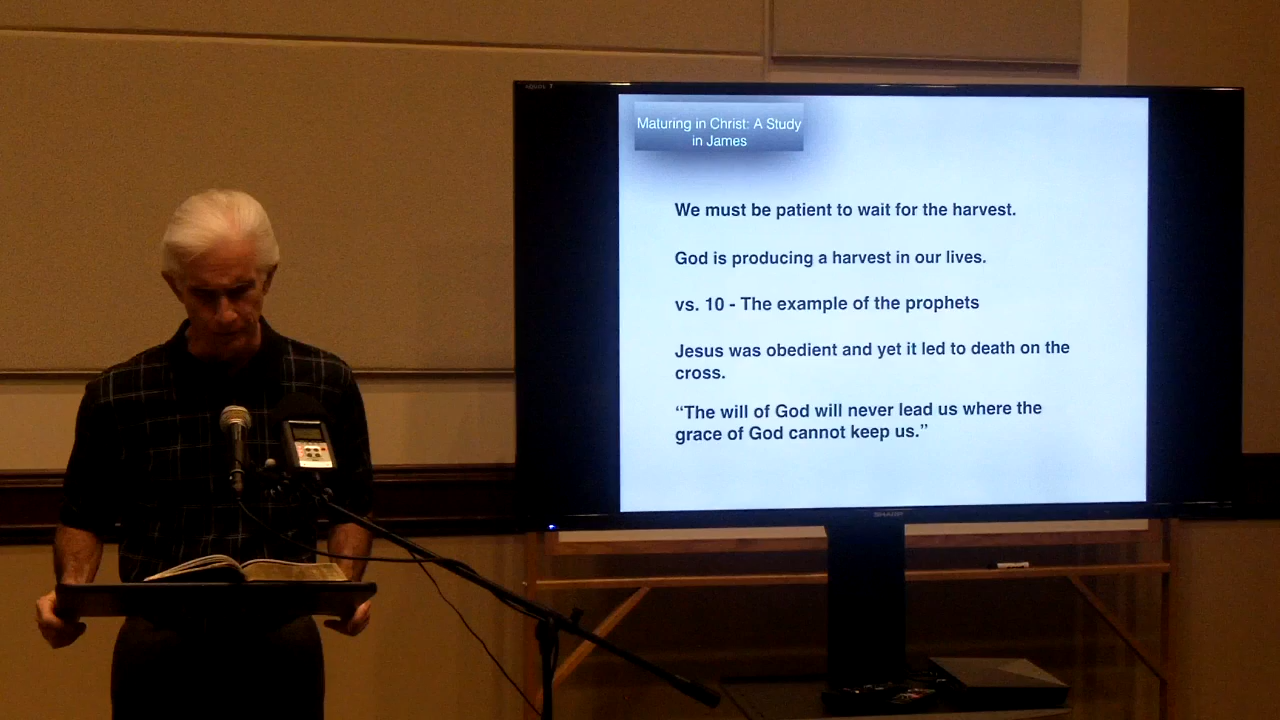 Maturing in Christ: A Study
in James
We must be patient to wait for the harvest.
God is producing a harvest in our lives.
vs. 10 - The example of the prophets
Jesus was obedient and yet it led to death on the
cross.
“The will of God will never lead us where the
grace of God cannot keep us.”
SHARP